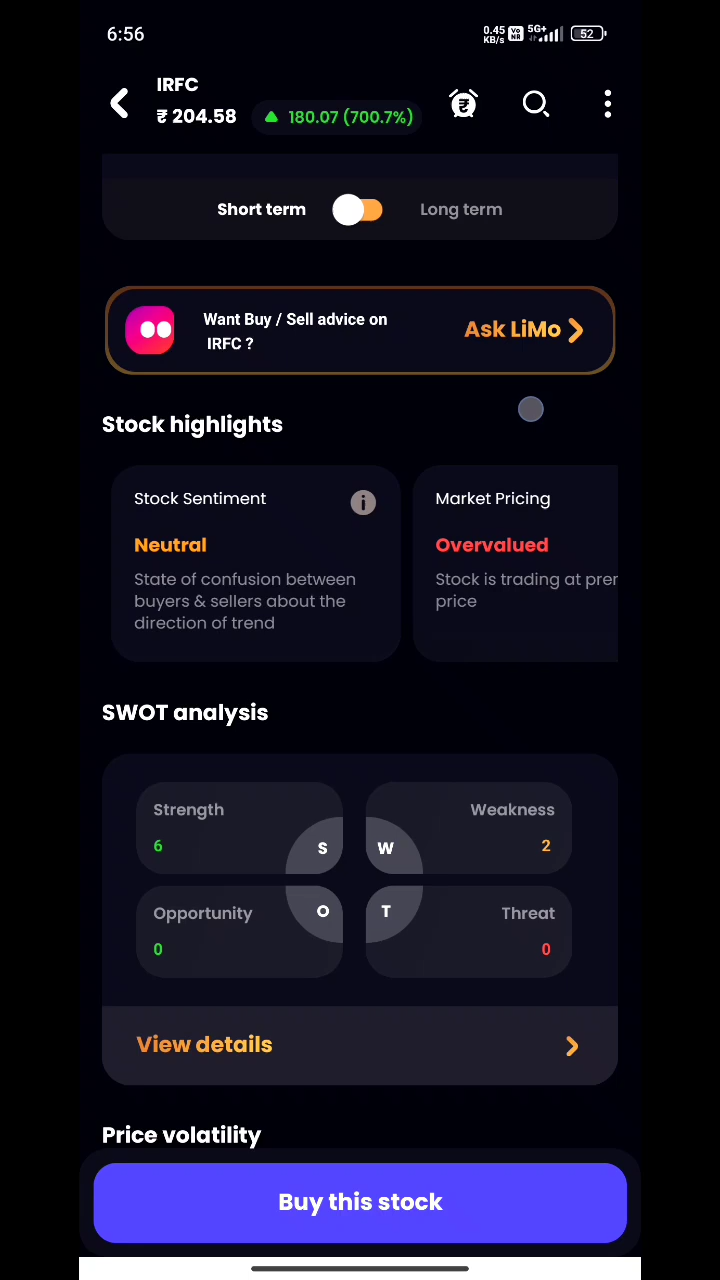 6:56
0.45 KB/s Vo NR 5G+ 52
IRFC
₹ 204.58 180.07 (700.7%)
Short term Long term
Want Buy / Sell advice on
IRFC ?
Ask LiMo
Stock highlights
Stock Sentiment
Neutral
State of confusion between
buyers & sellers about the
direction of trend
Market Pricing
Overvalued
Stock is trading at prer
price
SWOT analysis
Strength
6
S
Weakness
2
W
Opportunity
0
O
Threat
0
T
View details
Price volatility
Buy this stock